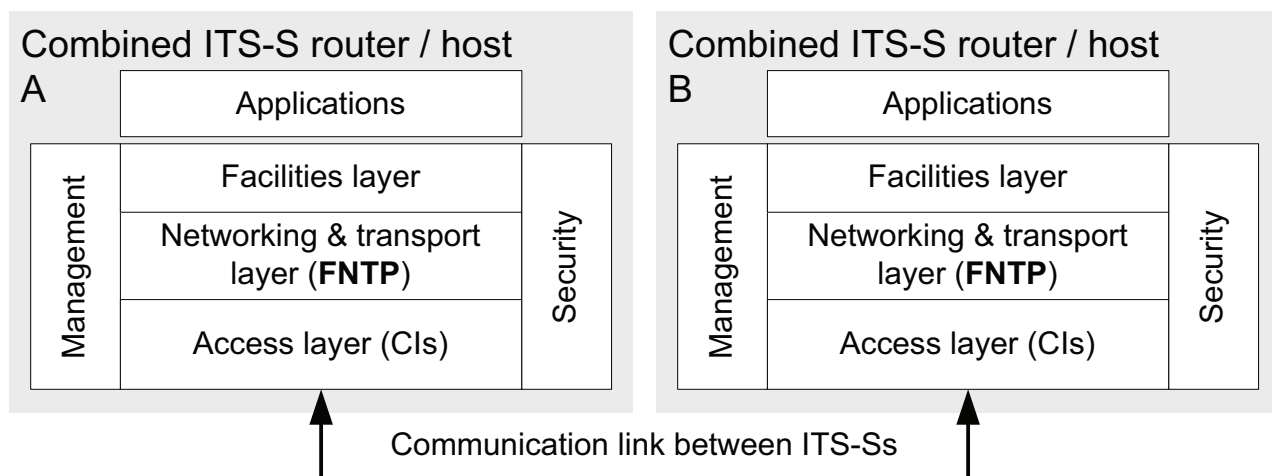 Combined ITS-S router / host
A
Applications
Management
Facilities layer
Networking & transport
layer (FNTP)
Access layer (CIs)
Security
Combined ITS-S router / host
B
Applications
Management
Facilities layer
Networking & transport
layer (FNTP)
Access layer (CIs)
Security
Communication link between ITS-Ss